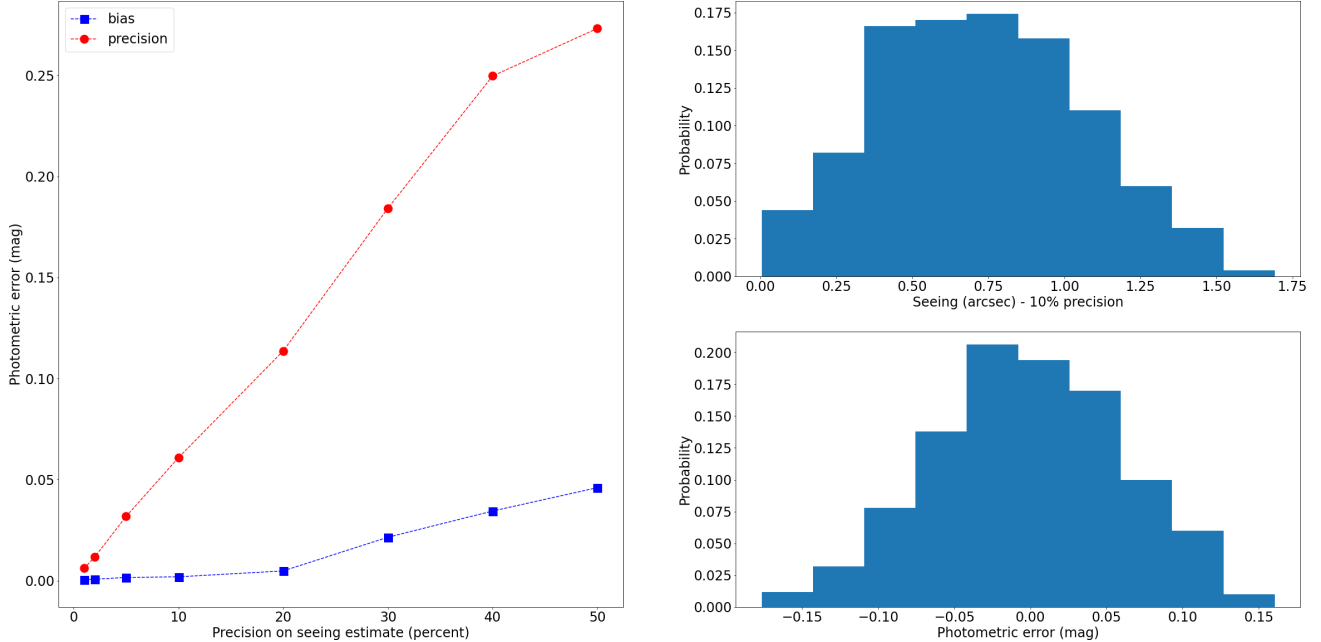 bias
precision
0.25
0.20
0.15
0.10
0.05
0.00
Photometric error (mag)
0 10 20 30 40 50
Precision on seeing estimate (percent)
0.175
0.150
0.125
0.100
0.075
0.050
0.025
0.000
Probability
0.00 0.25 0.50 0.75 1.00 1.25 1.50 1.75
Seeing (arcsec) - 10% precision
0.200
0.175
0.150
0.125
0.100
0.075
0.050
0.025
0.000
Probability
−0.15 −0.10 −0.05 0.00 0.05 0.10 0.15
Photometric error (mag)